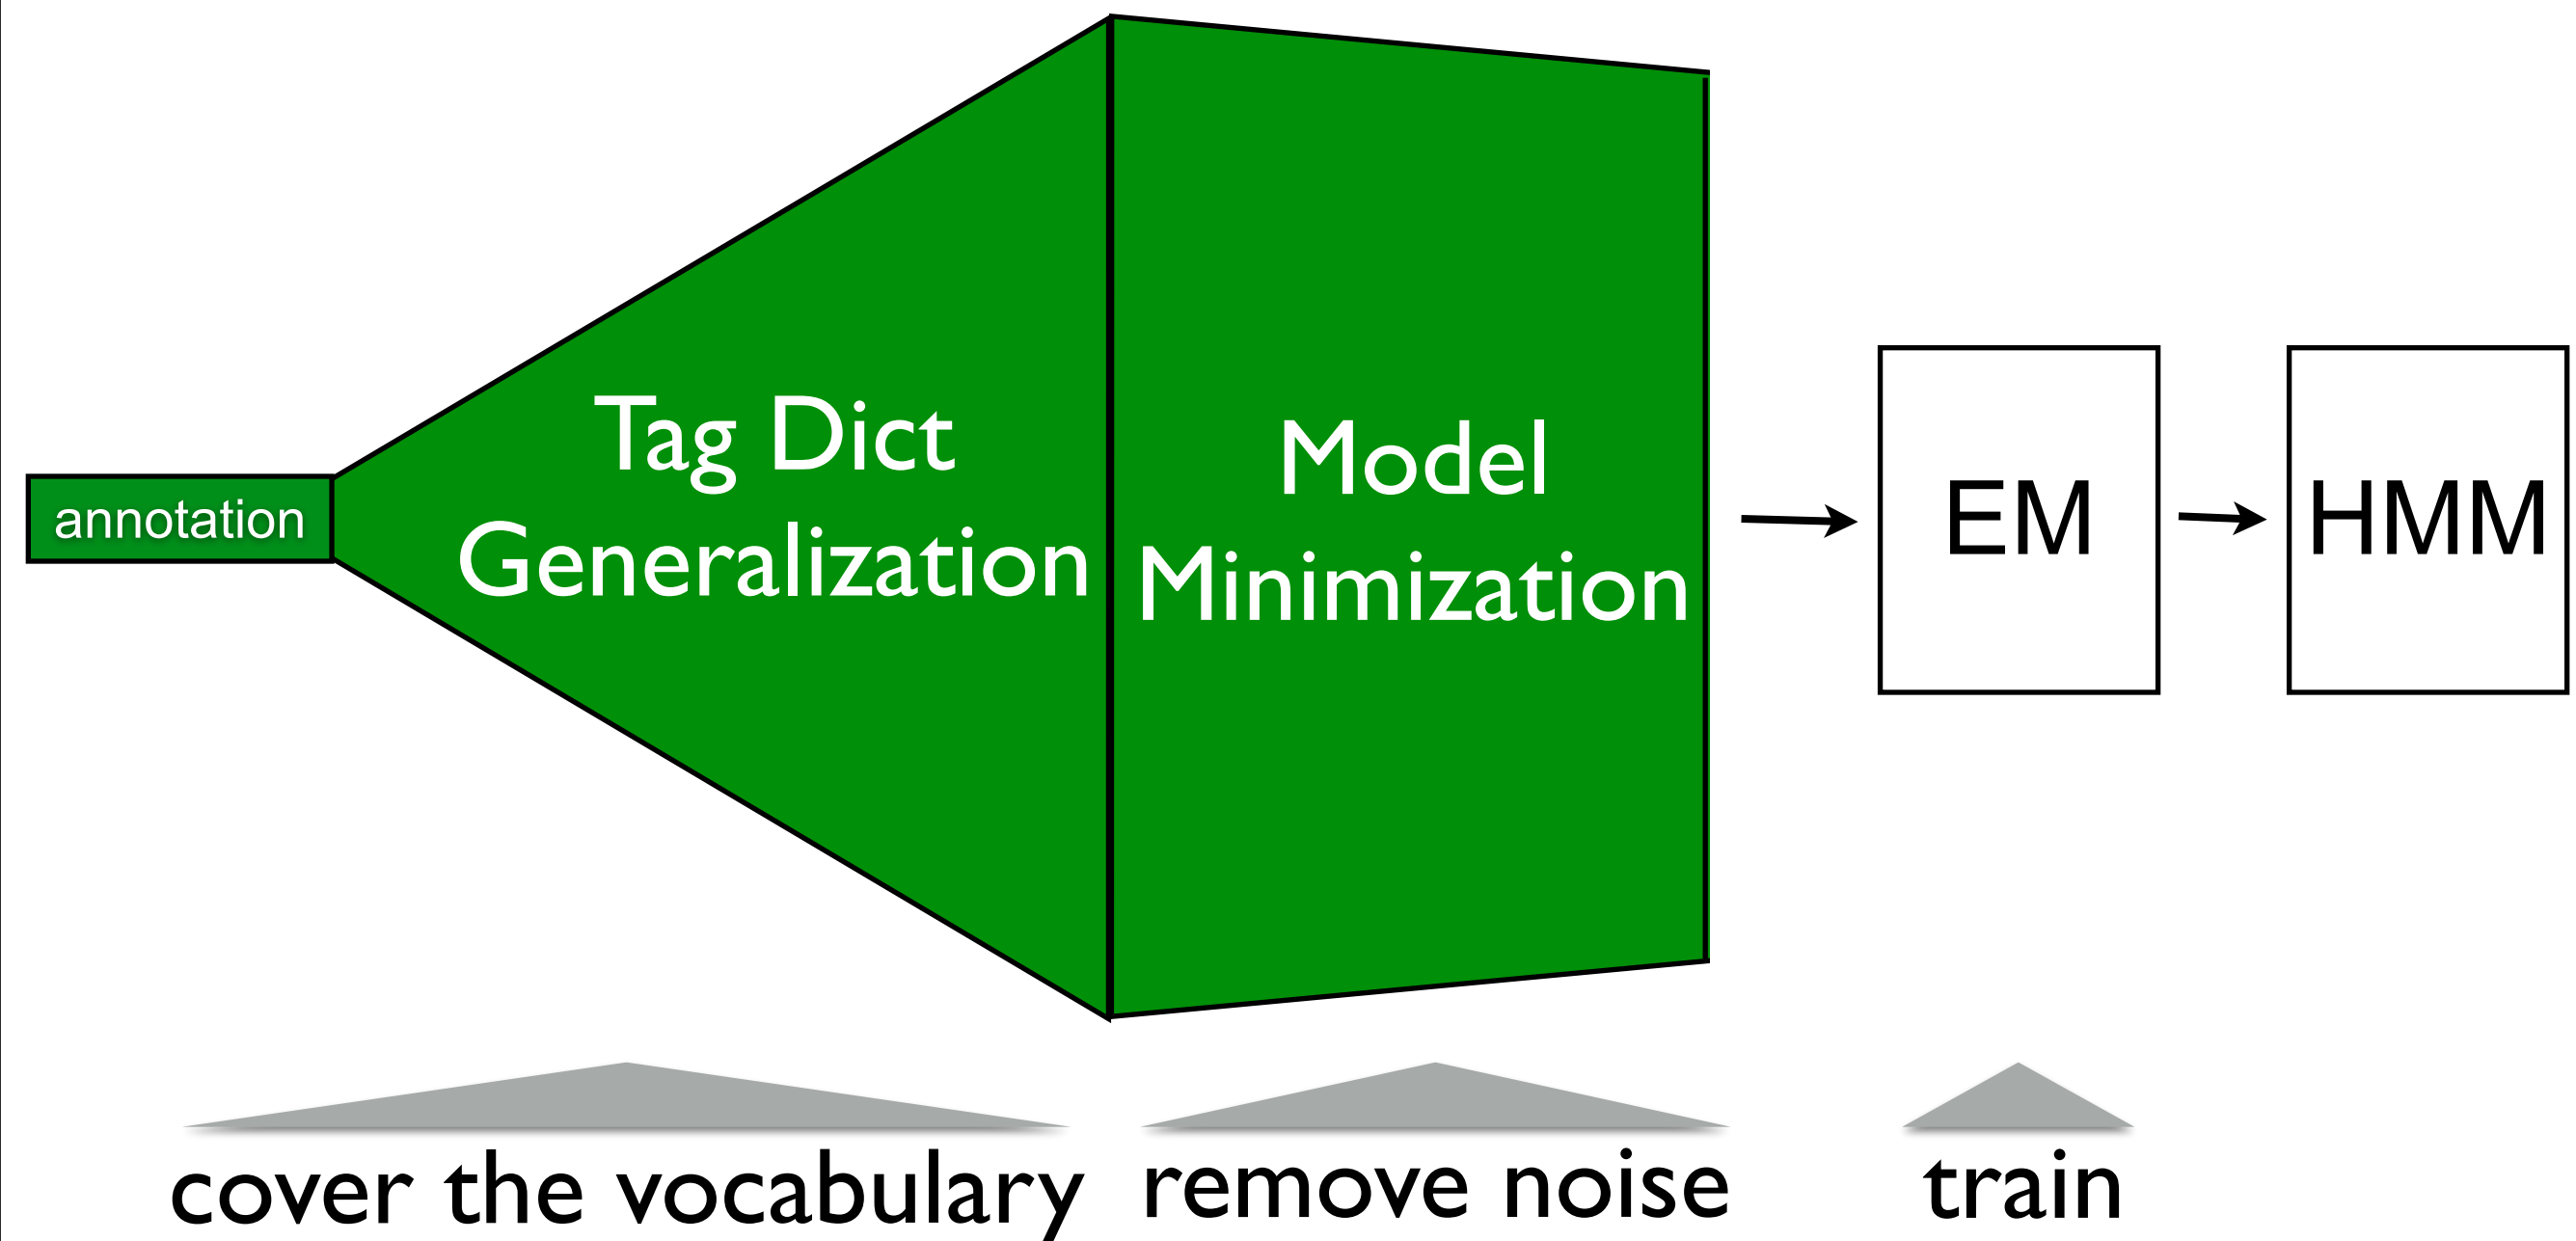 annotation
Tag Dict
Generalization
Model
Minimization
EM
HMM
cover the vocabulary
remove noise
train